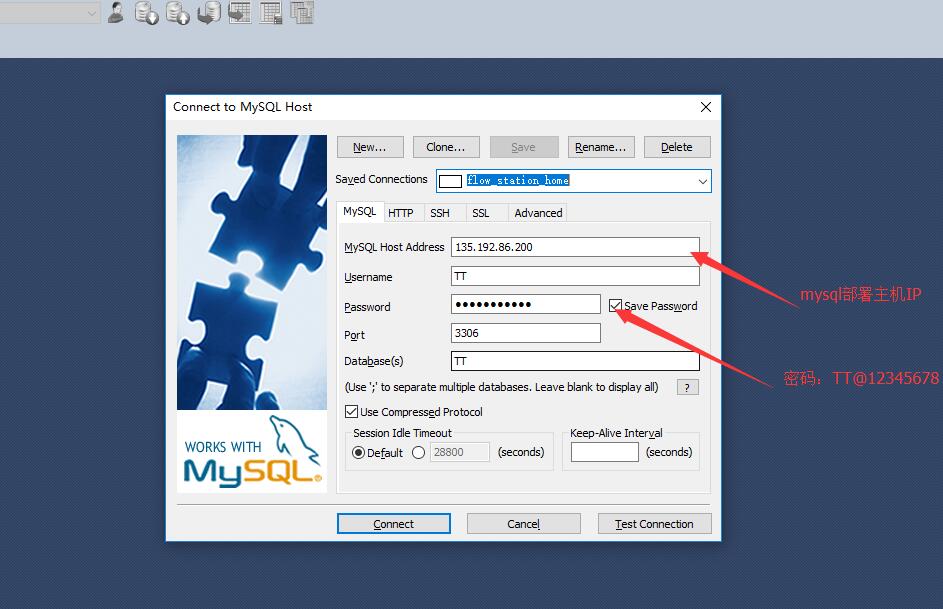 Connect to MySQL Host
New...
Clone...
Save
Rename...
Delete
Saved Connections
flow_station_home
MySQL
HTTP
SSH
SSL
Advanced
MySQL Host Address
135.192.86.200
mysql部署主机IP
Username
TT
Password
●●●●●●●●●●●
Save Password
Port
3306
密码：TT@12345678
Database(s)
TT
(Use ';' to separate multiple databases. Leave blank to display all)
?
Use Compressed Protocol
Session Idle Timeout
Default
28800
(seconds)
Keep-Alive Interval
(seconds)
WORKS WITH
MySQL®
Connect
Cancel
Test Connection